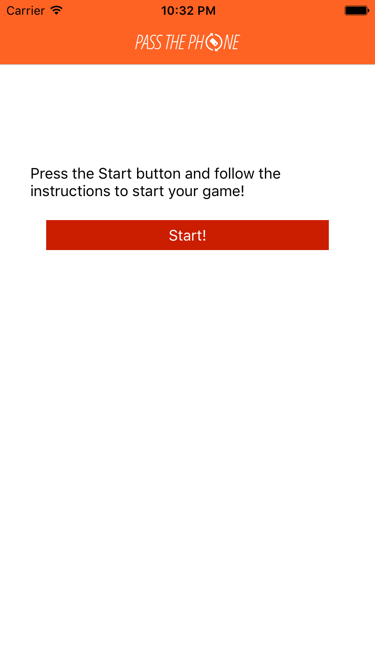 Carrier 10:32 PM
PASS THE PHONE
Press the Start button and follow the
instructions to start your game!
Start!